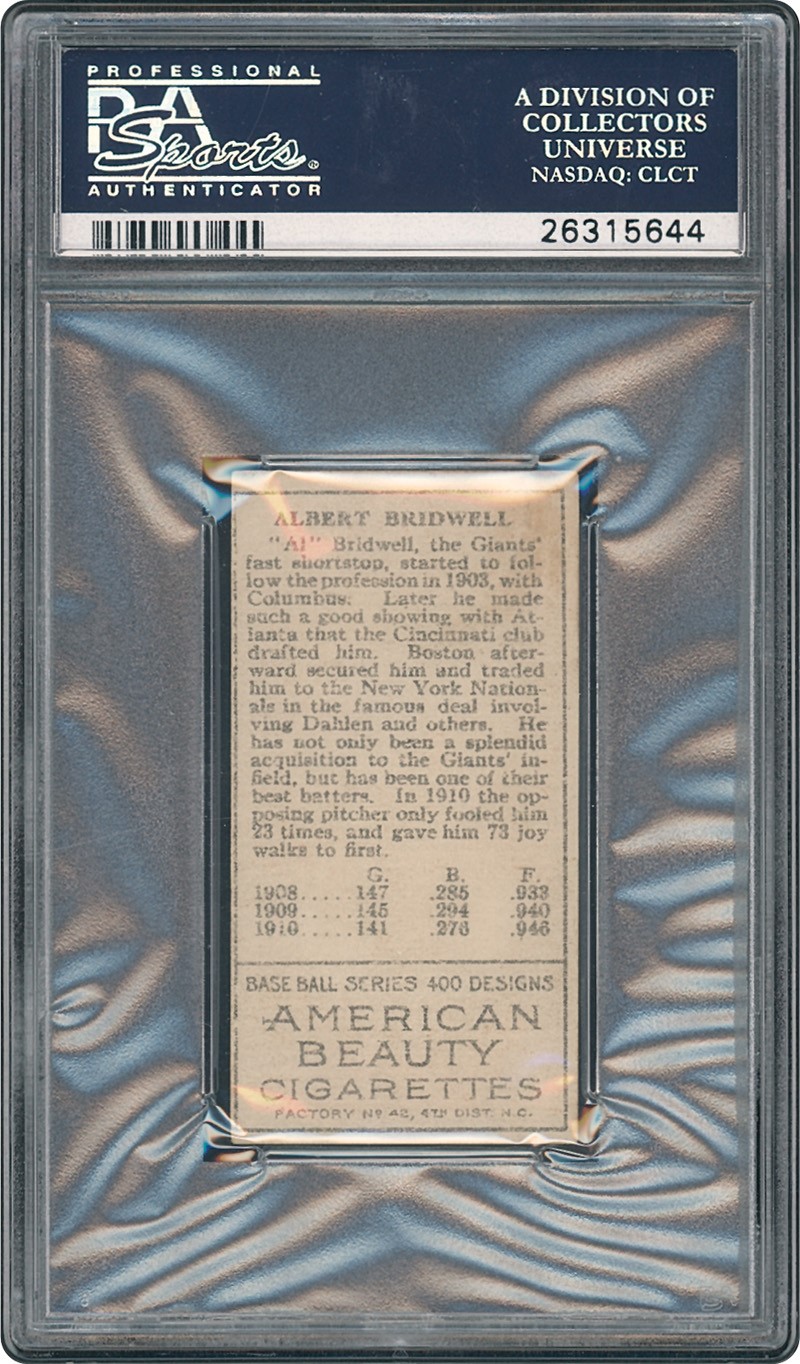 PROFESSIONAL
PSA
Sports®
AUTHENTICATOR
A DIVISION OF
COLLECTORS
UNIVERSE
NASDAQ: CLCT
26315644
ALBERT BRIDWELL
"Al" Bridwell, the Giants'
fast shortstop, started to fol-
low the profession in 1903, with
Columbus. Later he made
such a good showing with At-
lanta that the Cincinnati club
drafted him. Boston after-
ward secured him and traded
him to the New York Nation-
als in the famous deal invol-
ving Dahlen and others. He
has not only been a splendid
acquisition to the Giants' in-
field, but has been one of their
best batters. In 1910 the op-
posing pitcher only fooled him
23 times, and gave him 73 joy
walks to first.
G. B. F.
1908.....147 .285 .933
1909.....145 .294 .940
1910.....141 .276 .946
BASE BALL SERIES 400 DESIGNS
AMERICAN
BEAUTY
CIGARETTES
FACTORY Nº 42, 4TH DIST. N.C.